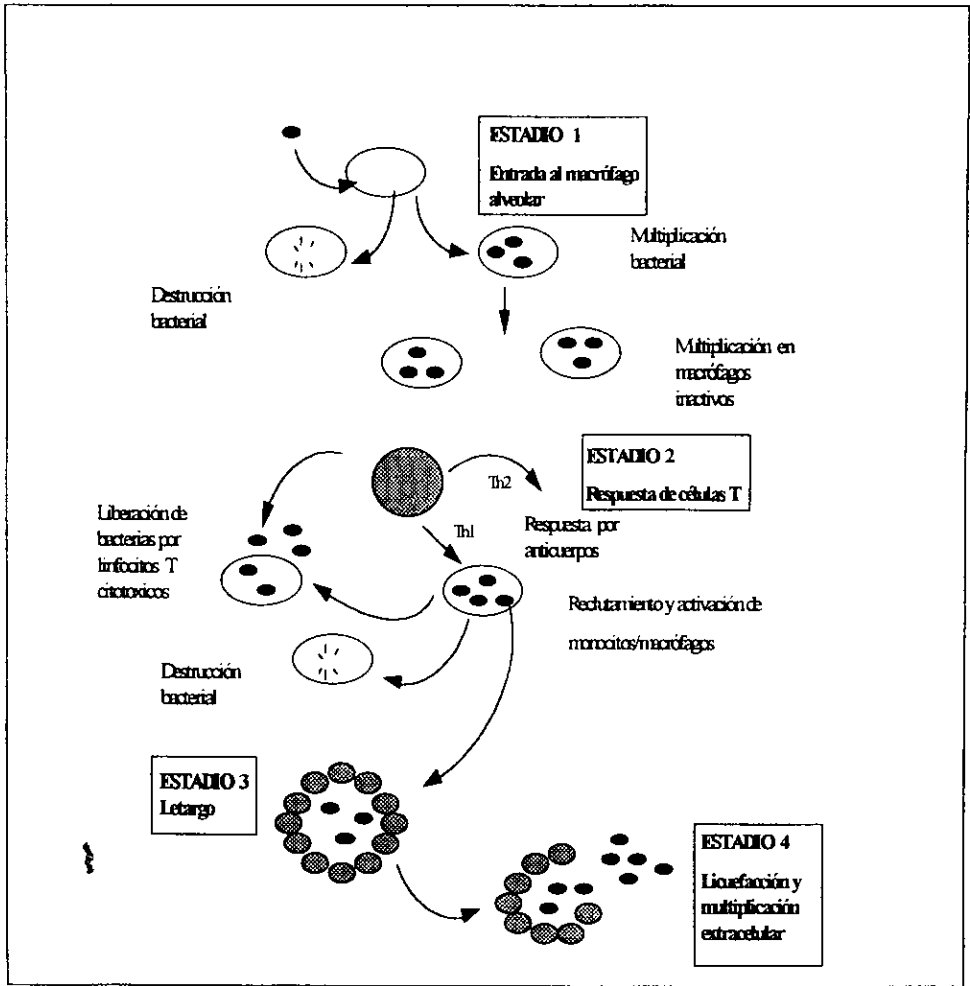 ESTADIO 1
Entrada al macrófago
alveolar
Multiplicación
bacterial
Destrucción
bacterial
Multiplicación en
macrófagos
inactivos
ESTADIO 2
Respuesta de células T
Th2
Liberación de
bacterias por
linfocitos T
citotoxicos
Th1
Respuesta por
anticuerpos
Reclutamiento y activación de
monocitos/macrófagos
Destrucción
bacterial
ESTADIO 3
Letargo
ESTADIO 4
Licuefacción y
multiplicación
extracelular